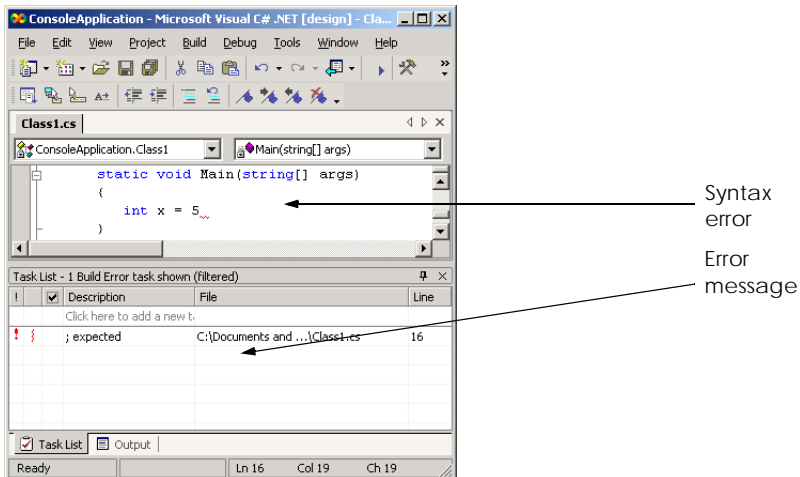 ConsoleApplication - Microsoft Visual C# .NET [design] - Cla...
File Edit View Project Build Debug Tools Window Help
Class1.cs
ConsoleApplication.Class1 Main(string[] args)
static void Main(string[] args)
{
int x = 5
}
Syntax
error
Error
message
Task List - 1 Build Error task shown (filtered)
! Description File Line
Click here to add a new t
; expected C:\Documents and ...\Class1.cs 16
Task List Output
Ready Ln 16 Col 19 Ch 19